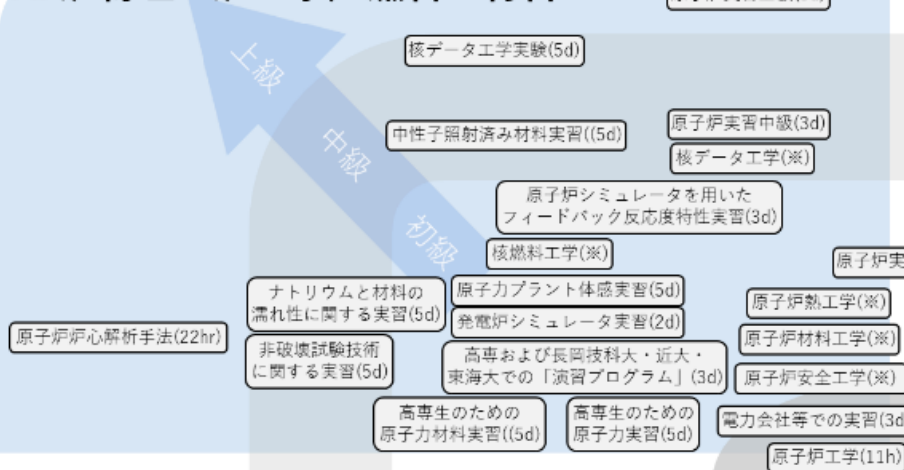 核データ工学実験(5d)
上級
中性子照射済み材料実習((5d)
原子炉実習中級(3d)
中級
核データ工学(※)
原子炉シミュレータを用いた
フィードバック反応度特性実習(3d)
初級
核燃料工学(※)
原子炉実
ナトリウムと材料の
濡れ性に関する実習(5d)
原子力プラント体感実習(5d)
原子炉熱工学(※)
発電炉シミュレータ実習(2d)
原子炉炉心解析手法(22hr)
原子炉材料工学(※)
非破壊試験技術
に関する実習(5d)
高専および長岡技科大・近大・
東海大での「演習プログラム」(3d)
原子炉安全工学(※)
高専生のための
原子力材料実習((5d)
高専生のための
原子力実習(5d)
電力会社等での実習(3d
原子炉工学(11h)